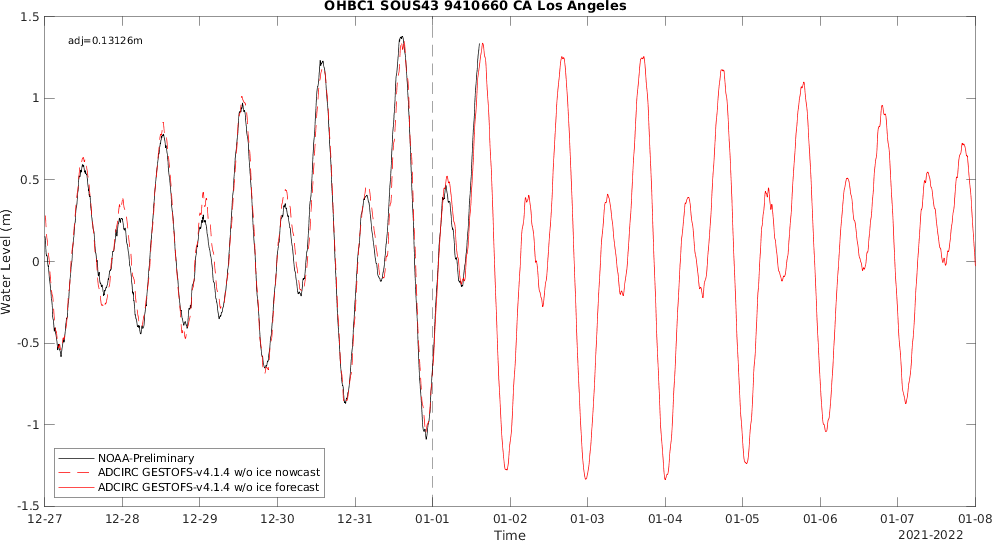 OHBC1 SOUS43 9410660 CA Los Angeles
1.5
adj=0.13126m
1
0.5
Water Level (m)
0
-0.5
-1
NOAA-Preliminary
ADCIRC GESTOFS-v4.1.4 w/o ice nowcast
ADCIRC GESTOFS-v4.1.4 w/o ice forecast
-1.5
12-27 12-28 12-29 12-30 12-31 01-01 01-02 01-03 01-04 01-05 01-06 01-07 01-08
Time
2021-2022